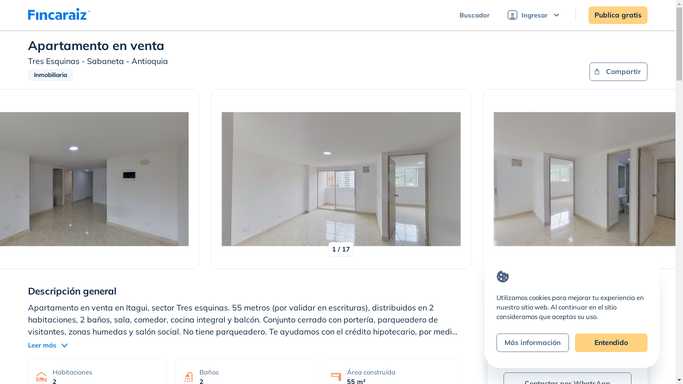 Fincaraiz
Buscador
Ingresar
Publica gratis
Apartamento en venta
Tres Esquinas - Sabaneta - Antioquia
Inmobiliaria
Compartir
1 / 17
Descripción general
Apartamento en venta en Itagui, sector Tres esquinas. 55 metros (por validar en escrituras), distribuidos en 2
habitaciones, 2 baños, sala, comedor, cocina integral y balcón. Conjunto cerrado con portería, parqueadero de
visitantes, zonas humedas y salón social. No tiene parqueadero. Te ayudamos con el crédito hipotecario, por medi...
Leer más
Habitaciones
2
Baños
2
Área construida
55 m²
Utilizamos cookies para mejorar tu experiencia en
nuestro sitio web. Al continuar en el sitio
consideramos que aceptas su uso.
Más información
Entendido
Contactar por WhatsApp